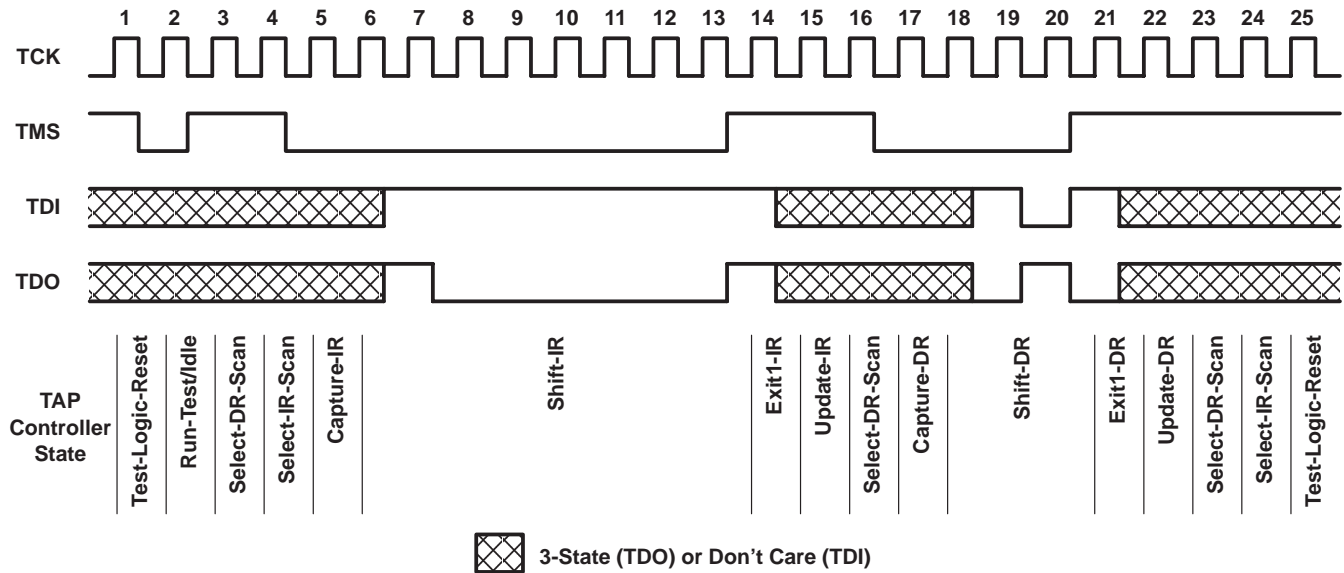 1 2 3 4 5 6 7 8 9 10 11 12 13 14 15 16 17 18 19 20 21 22 23 24 25
TCK
TMS
TDI
TDO
TAP
Controller
State
Test-Logic-Reset
Run-Test/Idle
Select-DR-Scan
Select-IR-Scan
Capture-IR
Shift-IR
Exit1-IR
Update-IR
Select-DR-Scan
Capture-DR
Shift-DR
Exit1-DR
Update-DR
Select-DR-Scan
Select-IR-Scan
Test-Logic-Reset
3-State (TDO) or Don't Care (TDI)